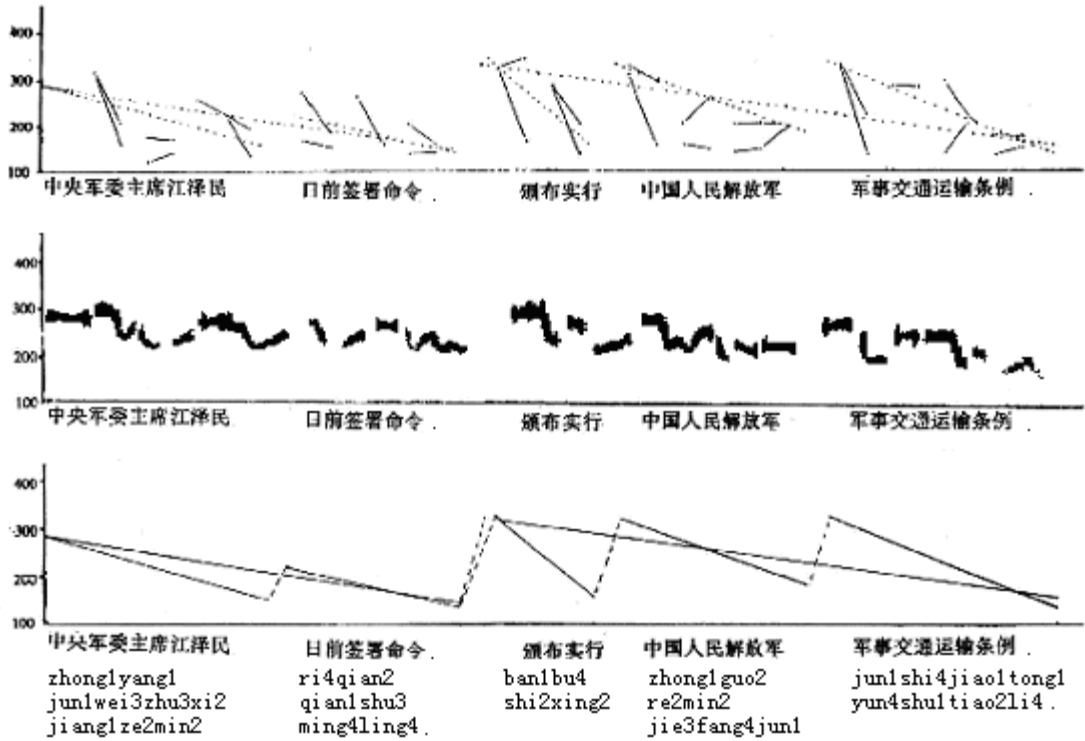 400
300
200
100
中央军委主席江泽民 日前签署命令. 颁布实行 中国人民解放军 军事交通运输条例.
400
300
200
100
中央军委主席江泽民 日前签署命令. 颁布实行 中国人民解放军 军事交通运输条例.
400
300
200
100
中央军委主席江泽民 日前签署命令. 颁布实行 中国人民解放军 军事交通运输条例.
zhong1yang1 ri4qian2 ban1bu4 zhong1guo2 jun1shi4jiao1tong1
jun1wei3zhu3xi2 qian1shu3 shi2xing2 re2min2 yun4shu1tiao2li4.
jiang1ze2min2 ming4ling4. jie3fang4jun1